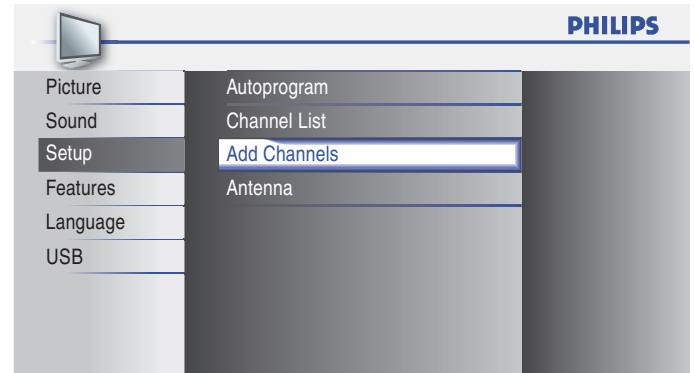 PHILIPS
Picture
Sound
Setup
Features
Language
USB
Autoprogram
Channel List
Add Channels
Antenna